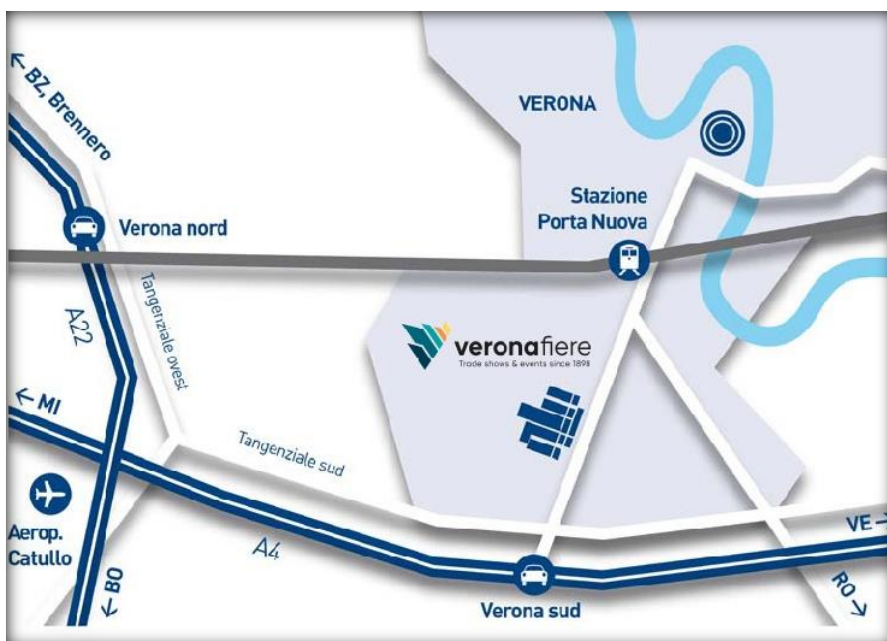 BZ, Brennero
VERONA
Stazione
Porta Nuova
Verona nord
Tangenziale ovest
A22
veronafiere
Trade shows & events since 1898
MI
Tangenziale sud
Aerop.
Catullo
A4
VE
BO
Verona sud
RO